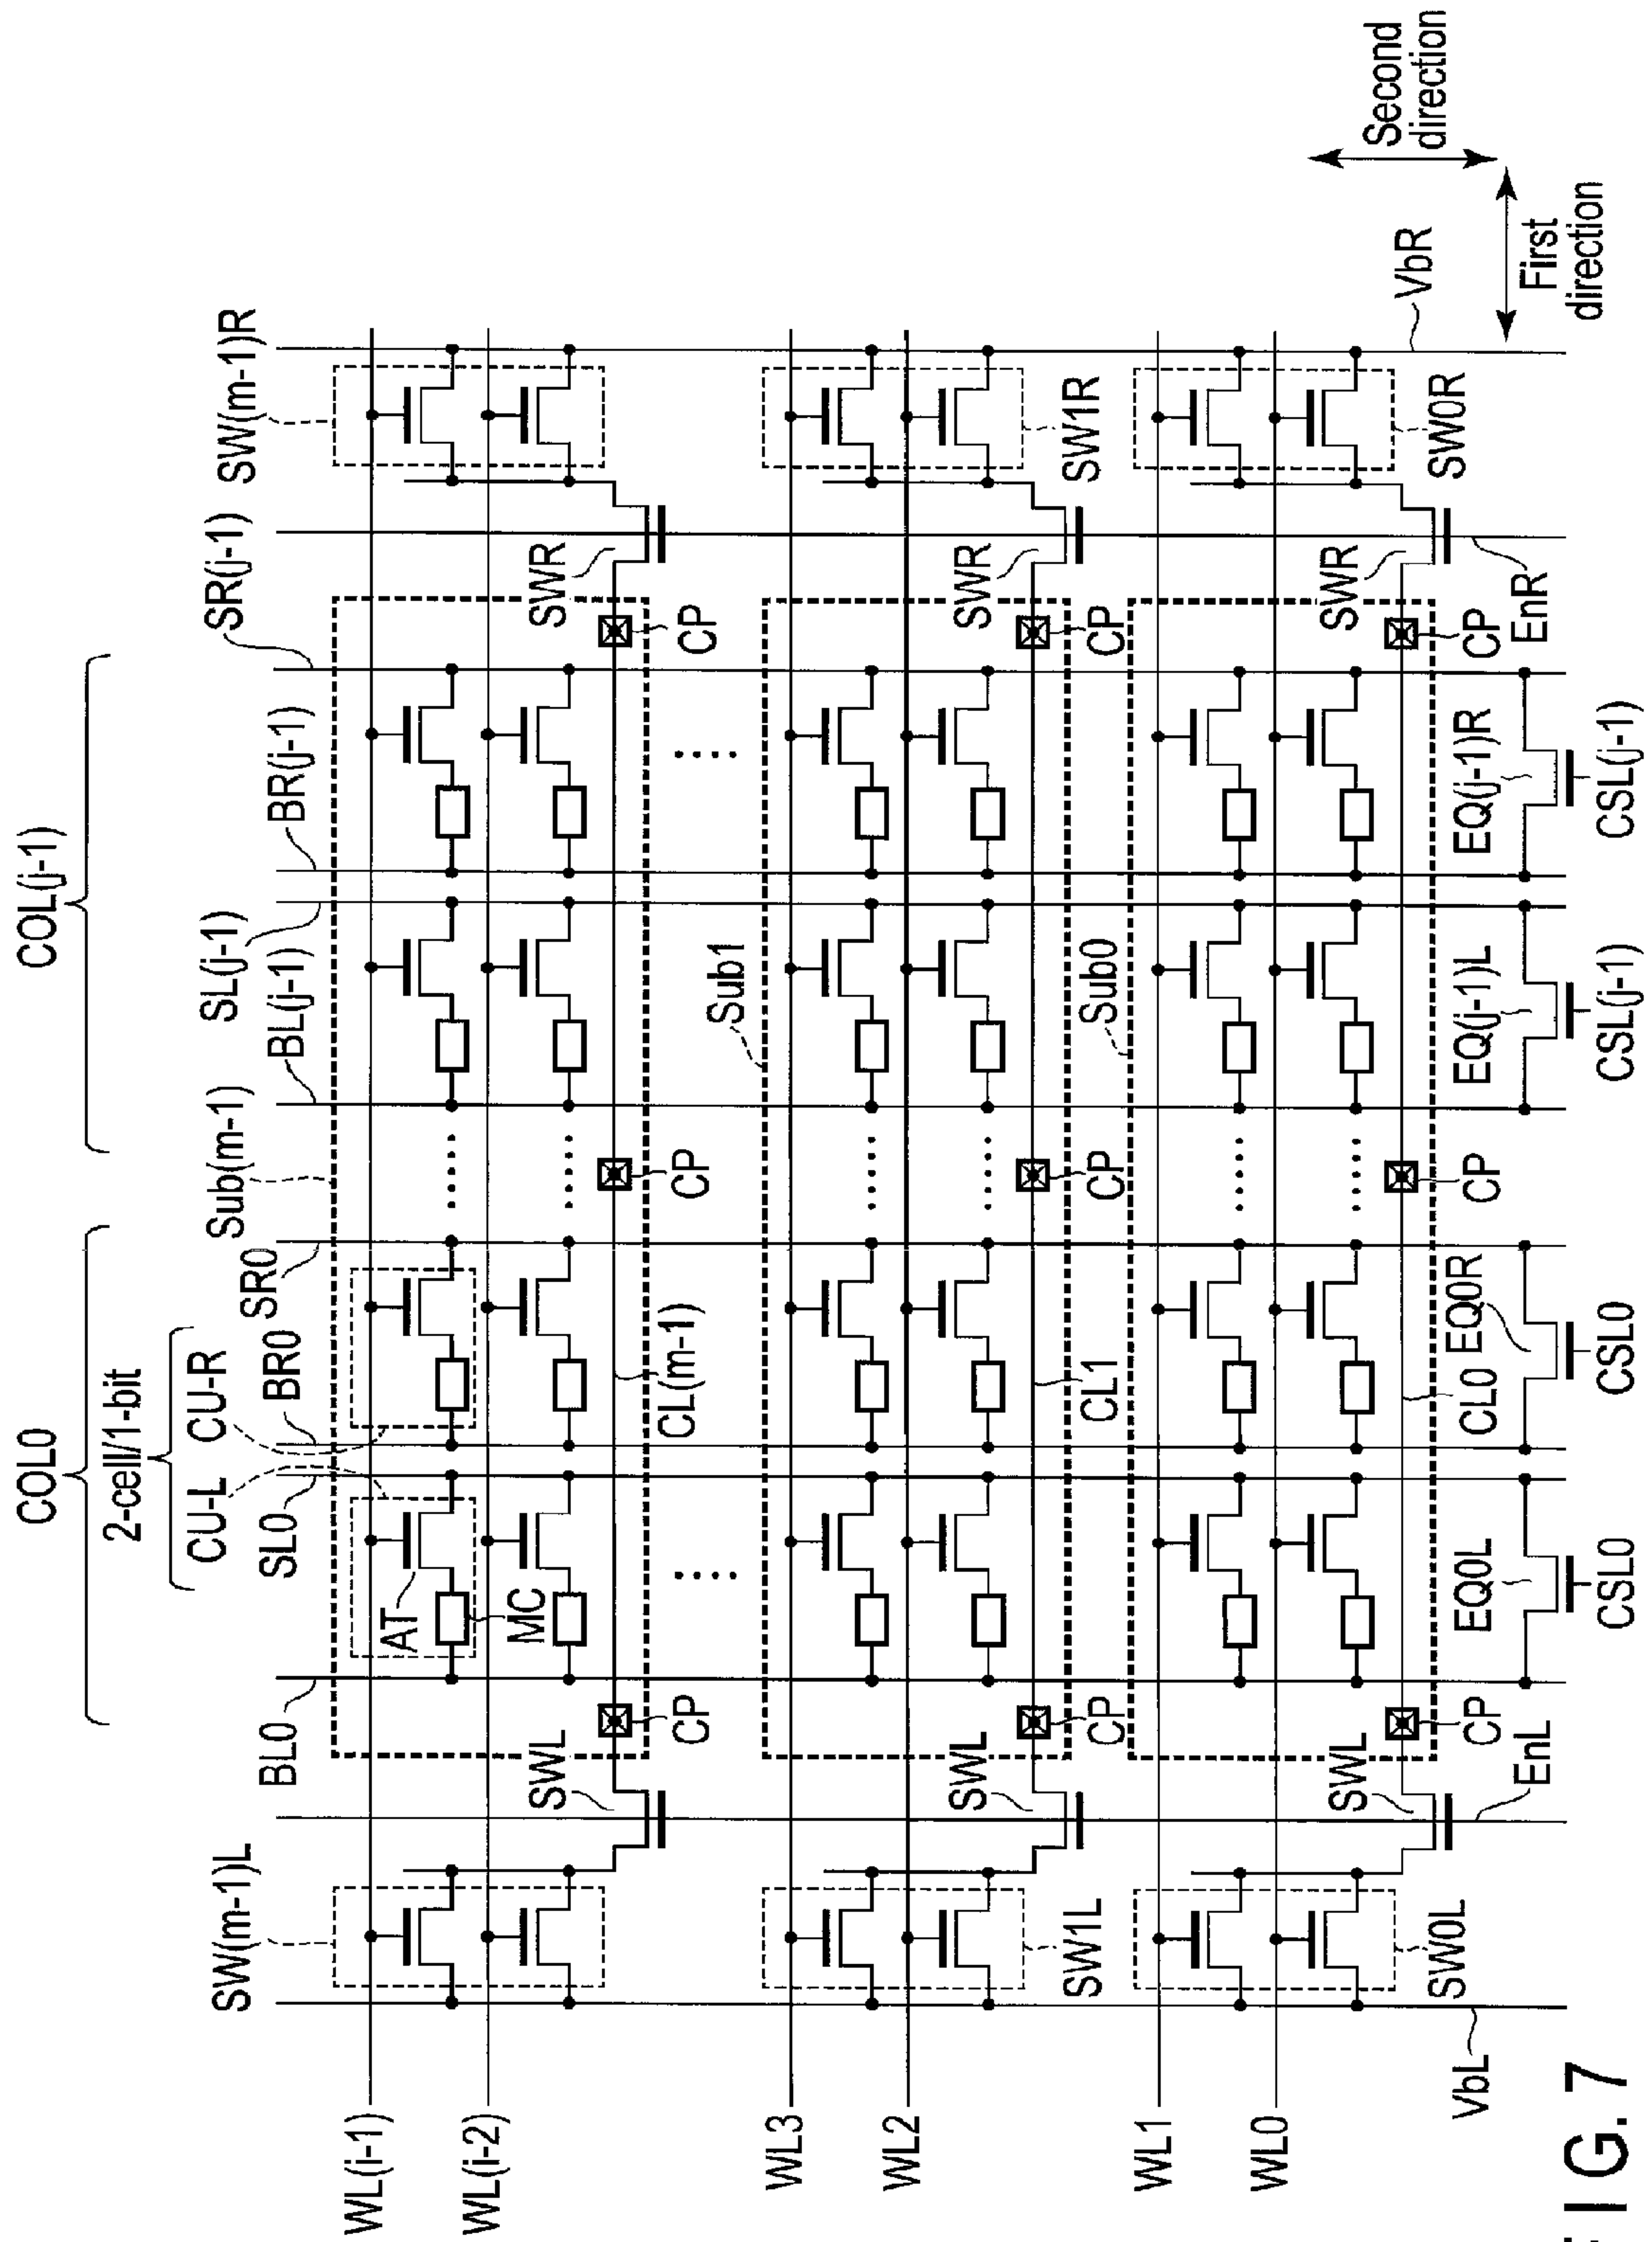 COL0
COL(j-1)
2-cell/1-bit
CU-L
CU-R
SW(m-1)L
BL0
SL0
BR0
SR0
Sub(m-1)
BL(j-1)
SL(j-1)
BR(j-1)
SR(j-1)
SW(m-1)R
WL(i-1)
AT
WL(i-2)
MC
SWL
SWR
CP
CL(m-1)
CP
CP
Sub1
WL3
WL2
SWL
SWR
SW1L
CP
CL1
CP
CP
SW1R
Sub0
WL1
WL0
SWL
SWR
SW0L
CP
CL0
CP
CP
SW0R
VbL
EnL
EQ0L
EQ0R
EQ(j-1)L
EQ(j-1)R
EnR
VbR
CSL0
CSL0
CSL(j-1)
CSL(j-1)
Second
direction
First
direction
FIG. 7